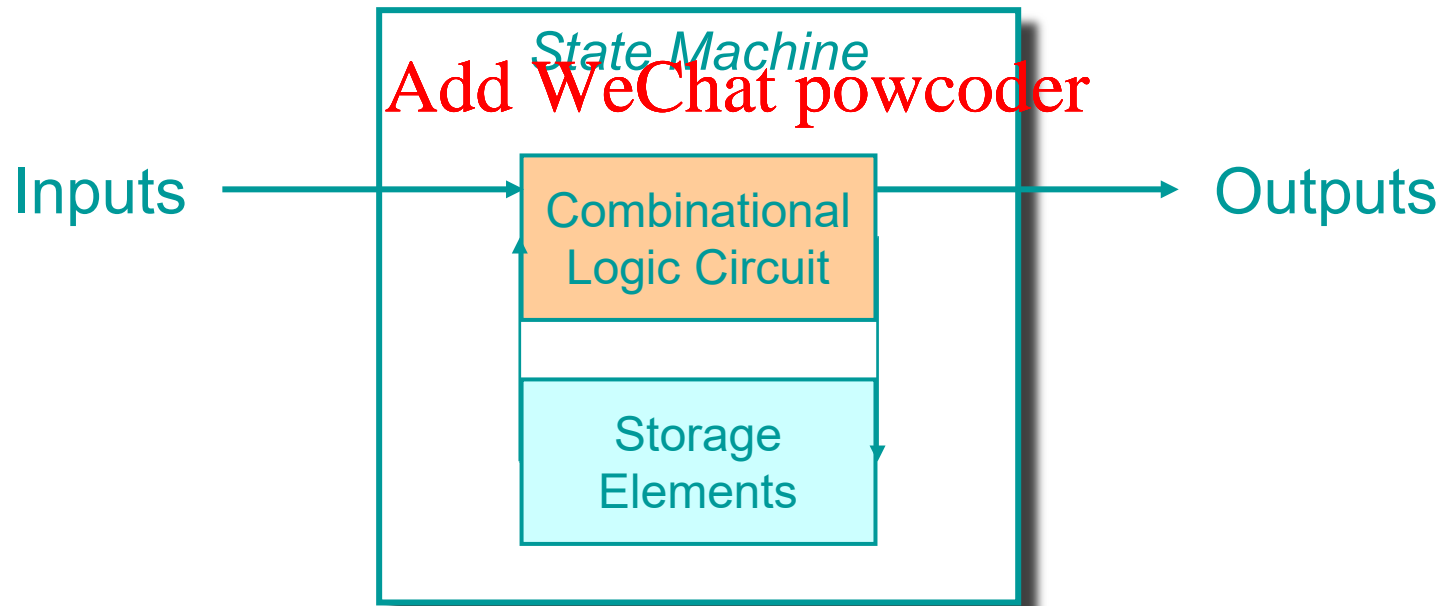 State Machine
Add WeChat powcoder
Inputs
Combinational
Logic Circuit
Outputs
Storage
Elements